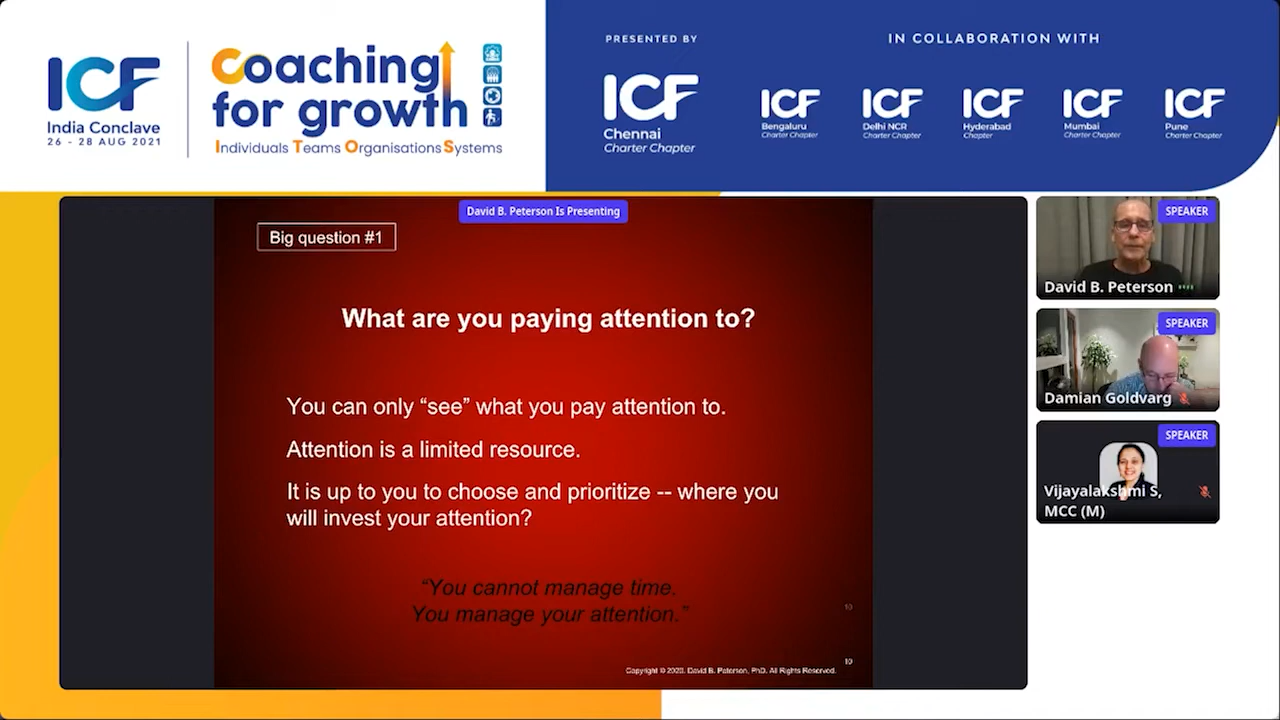 ICF
India Conclave
26 - 28 AUG 2021
Coaching
for growth
Individuals Teams Organisations Systems
PRESENTED BY
ICF
Chennai
Charter Chapter
IN COLLABORATION WITH
ICF
Bengaluru
Charter Chapter
ICF
Delhi NCR
Charter Chapter
ICF
Hyderabad
Chapter
ICF
Mumbai
Charter Chapter
ICF
Pune
Charter Chapter
David B. Peterson Is Presenting
Big question #1
What are you paying attention to?
You can only “see” what you pay attention to.
Attention is a limited resource.
It is up to you to choose and prioritize -- where you
will invest your attention?
“You cannot manage time.
You manage your attention.”
10
10
Copyright © 2020. David B. Peterson, PhD. All Rights Reserved.
SPEAKER
David B. Peterson
SPEAKER
Damian Goldvarg
SPEAKER
Vijayalakshmi S,
MCC (M)